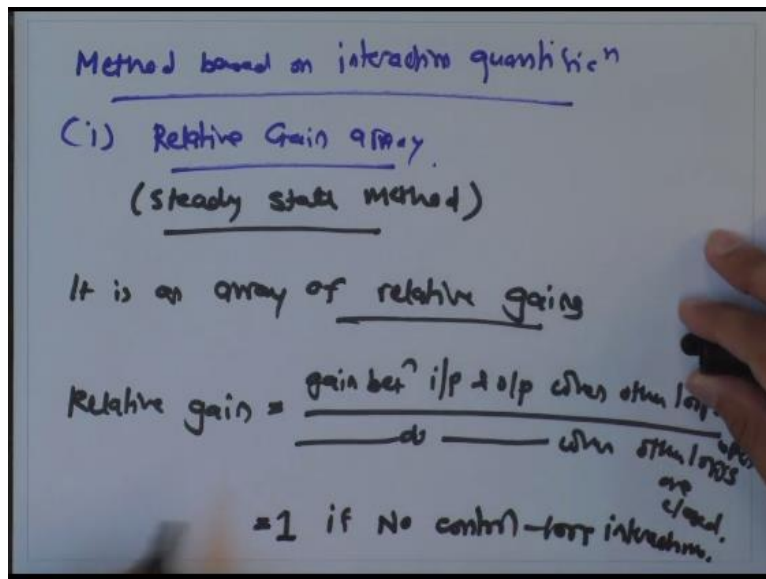 Method based on interaction quantificn
(i) Relative Gain array.
(steady state method)
It is an array of relative gains
Relative gain = gain betn i/p & o/p when other loops open
do when other loops are closed.
=1 if No control-loop interaction.